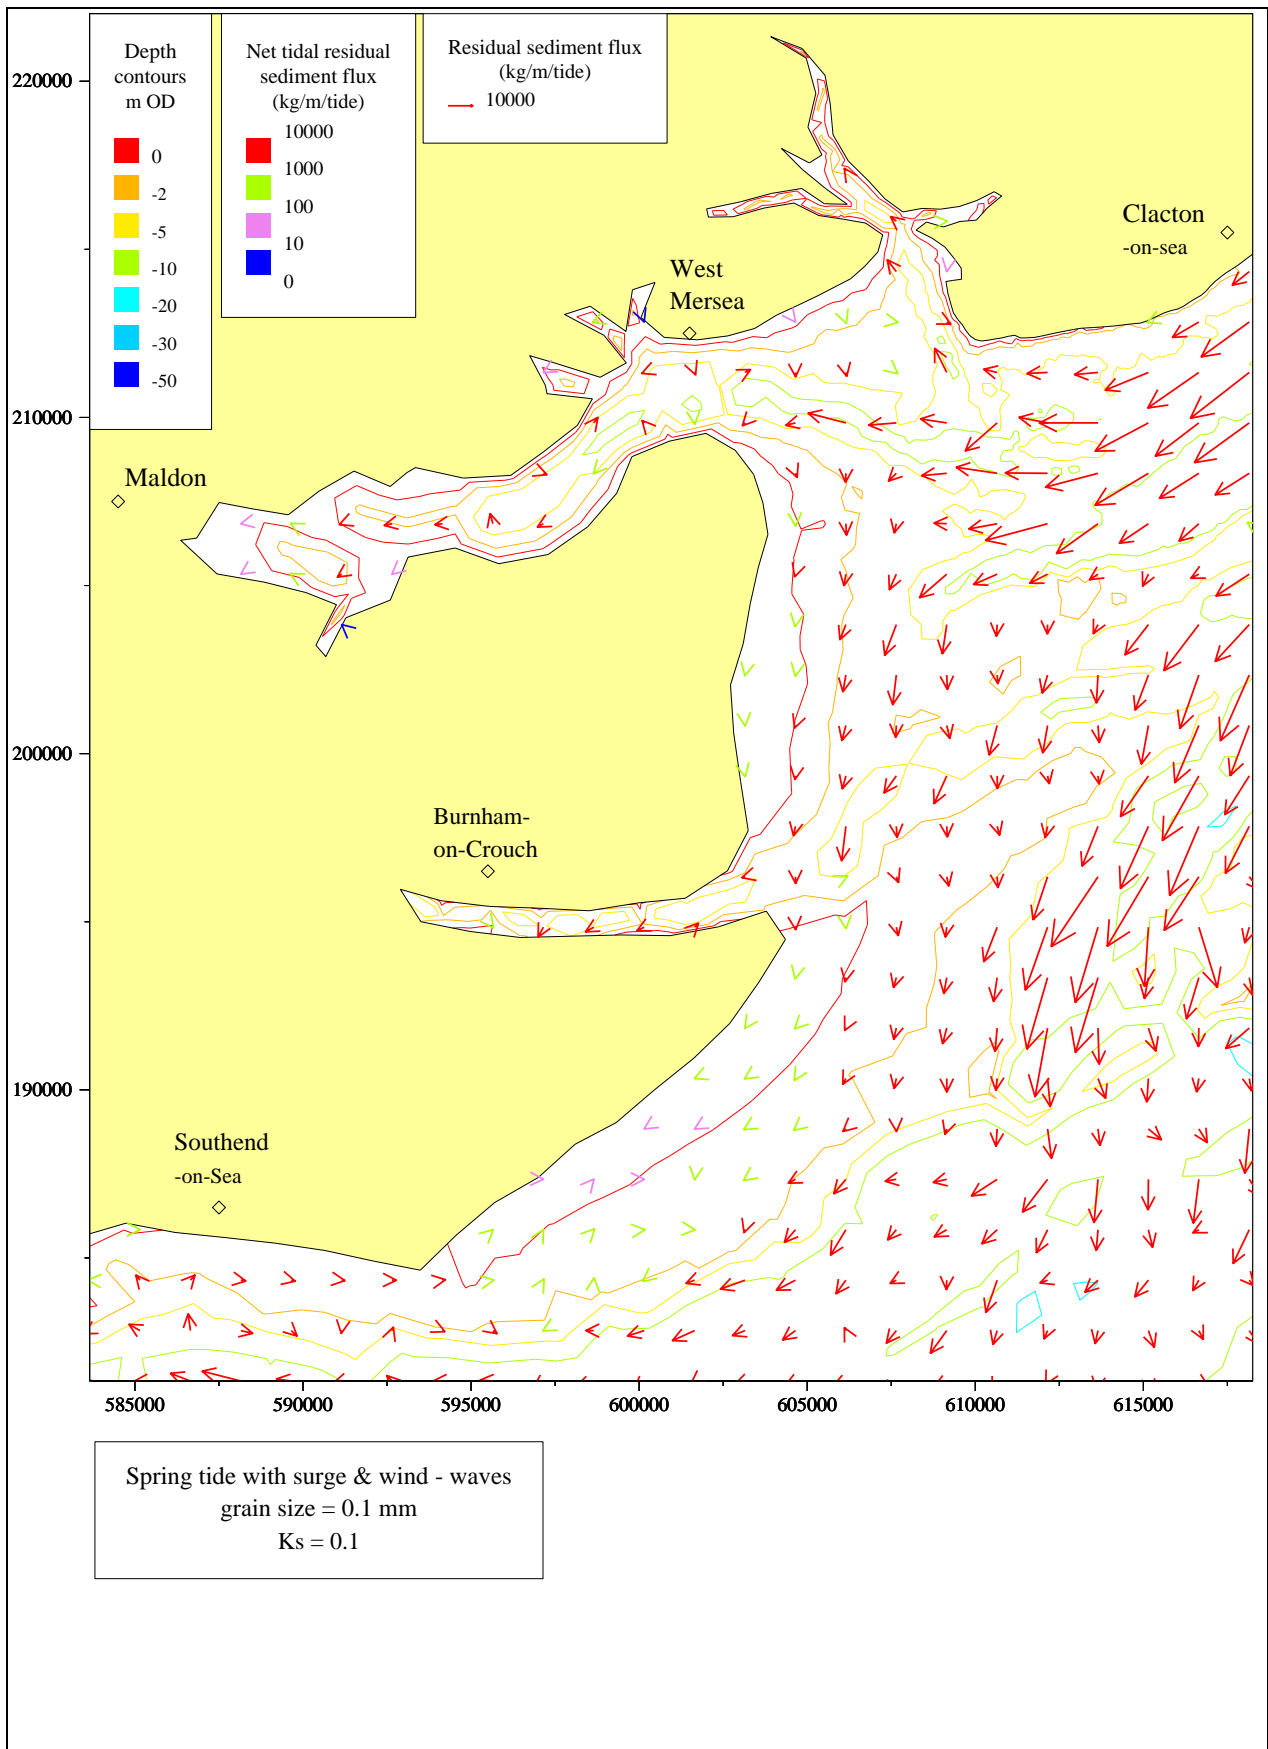 Depth
contours
m OD
0
-2
-5
-10
-20
-30
-50
Net tidal residual
sediment flux
(kg/m/tide)
10000
1000
100
10
0
Residual sediment flux
(kg/m/tide)
10000
220000
210000
200000
190000
Clacton
-on-sea
West
Mersea
Maldon
Burnham-
on-Crouch
Southend
-on-Sea
585000 590000 595000 600000 605000 610000 615000
Spring tide with surge & wind - waves
grain size = 0.1 mm
Ks = 0.1